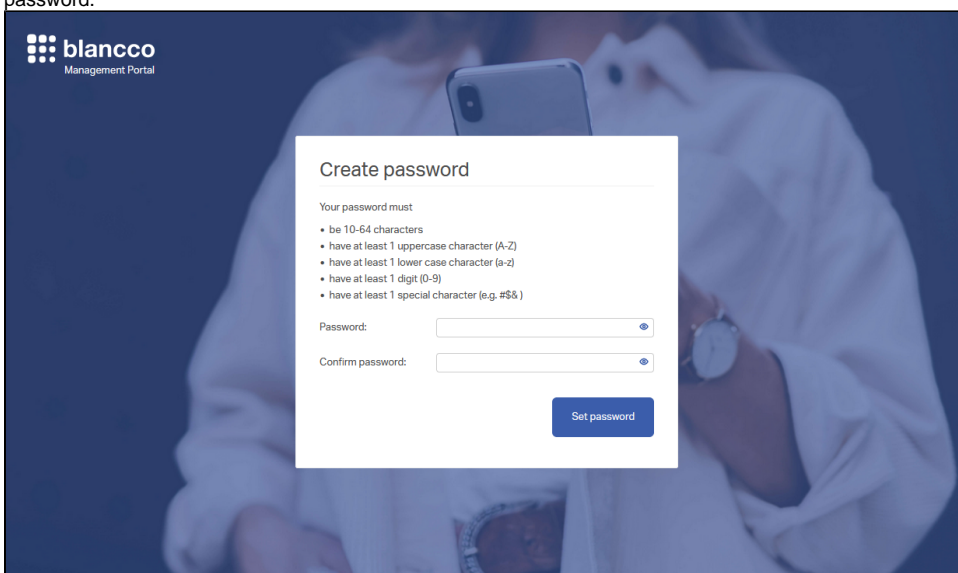 password.
blancco
Management Portal
Create password
Your password must
• be 10-64 characters
• have at least 1 uppercase character (A-Z)
• have at least 1 lower case character (a-z)
• have at least 1 digit (0-9)
• have at least 1 special character (e.g. #$& )
Password:
Confirm password:
Set password